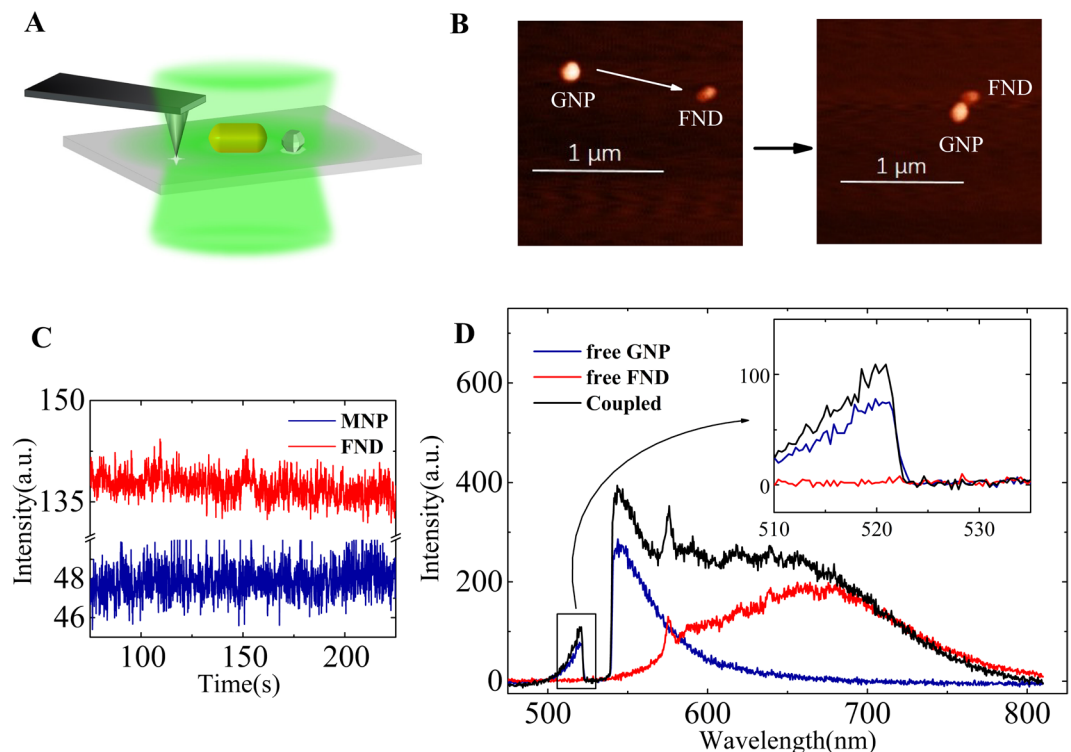 A
B
GNP
FND
1 μm
FND
GNP
1 μm
C
150
135
48
46
Intensity(a.u.)
MNP
FND
100
150
200
Time(s)
D
free GNP
free FND
Coupled
600
400
200
0
Intensity(a.u.)
100
50
0
510
520
530
500
600
700
800
Wavelength(nm)